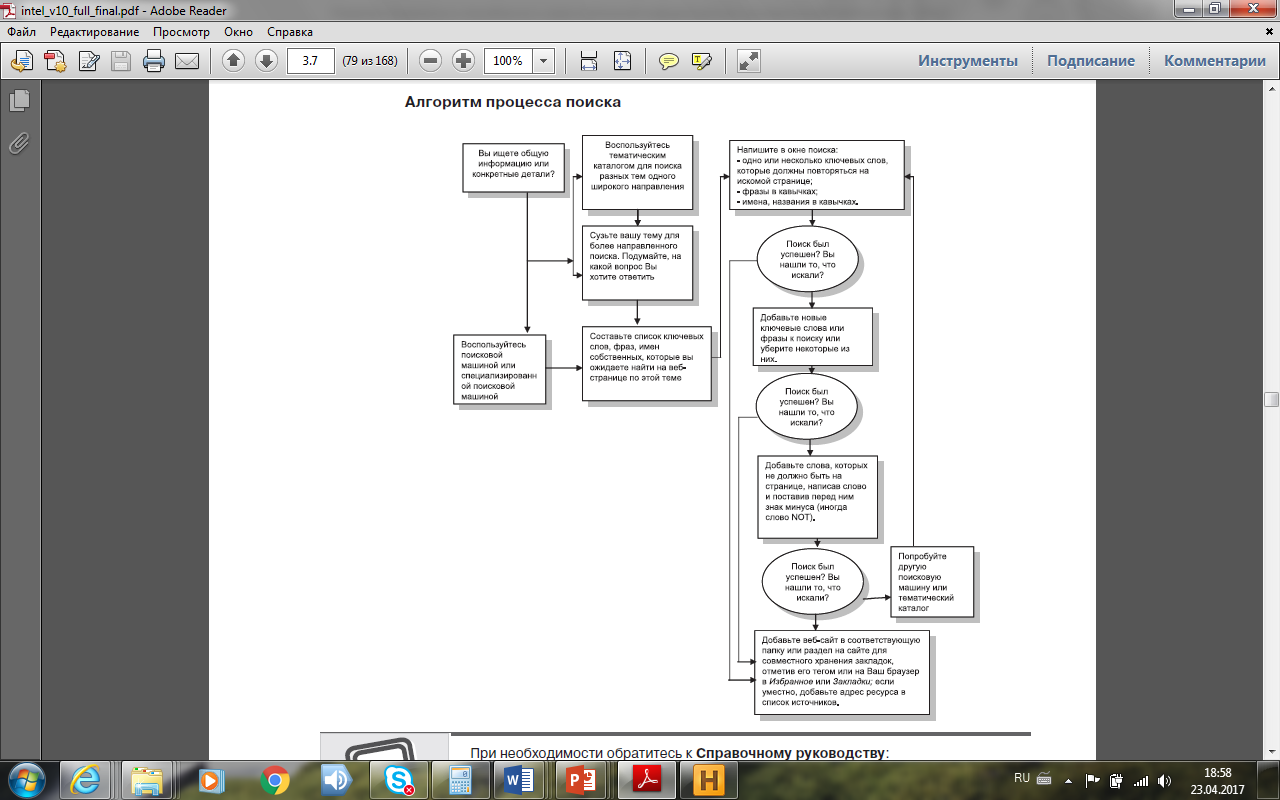 intel_v10_full_final.pdf - Adobe Reader
Файл Редактирование Просмотр Окно Справка
3.7 (79 из 168) 100% Инструменты Подписание Комментарии
Алгоритм процесса поиска
Вы ищете общую
информацию или
конкретные детали?
Воспользуйтесь
тематическим
каталогом для поиска
разных тем одного
широкого направления
Сузьте вашу тему для
более направленного
поиска. Подумайте, на
какой вопрос Вы
хотите ответить
Воспользуйтесь
поисковой
машиной или
специализированн
ой поисковой
машиной
Составьте список ключевых
слов, фраз, имен
собственных, которые вы
ожидаете найти на веб-
странице по этой теме
Напишите в окне поиска:
- одно или несколько ключевых слов,
которые должны повторяться на
искомой странице;
- фразы в кавычках;
- имена, названия в кавычках.
Поиск был
успешен? Вы
нашли то, что
искали?
Добавьте новые
ключевые слова или
фразы к поиску или
уберите некоторые из
них.
Поиск был
успешен? Вы
нашли то, что
искали?
Добавьте слова, которых
не должно быть на
странице, написав слово
и поставив перед ним
знак минуса (иногда
слово NOT).
Поиск был
успешен? Вы
нашли то, что
искали?
Попробуйте
другую
поисковую
машину или
тематический
каталог
Добавьте веб-сайт в соответствующую
папку или раздел на сайте для
совместного хранения закладок,
отметив его тегом или на Ваш браузер
в Избранное или Закладки; если
уместно, добавьте адрес ресурса в
список источников.
При необходимости обратитесь к Справочному руководству:
RU 18:58
23.04.2017